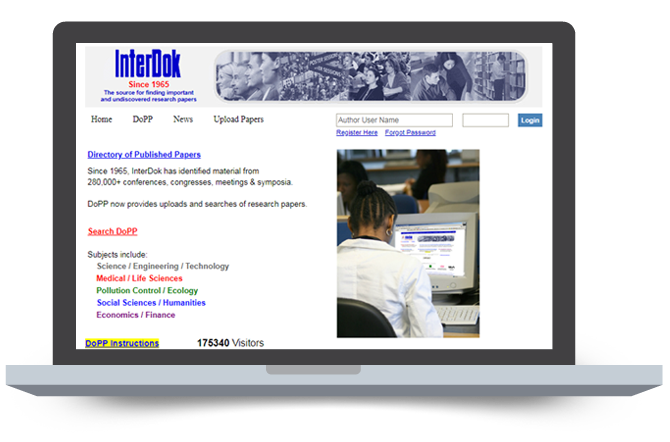 InterDok
Since 1965
The source for finding important
and undiscovered research papers
Home DoPP News Upload Papers
Author User Name
Login
Register Here Forgot Password
Directory of Published Papers
Since 1965, InterDok has identified material from
280,000+ conferences, congresses, meetings & symposia.
DoPP now provides uploads and searches of research papers.
Search DoPP
Subjects include:
Science / Engineering / Technology
Medical / Life Sciences
Pollution Control / Ecology
Social Sciences / Humanities
Economics / Finance
DoPP Instructions 175340 Visitors